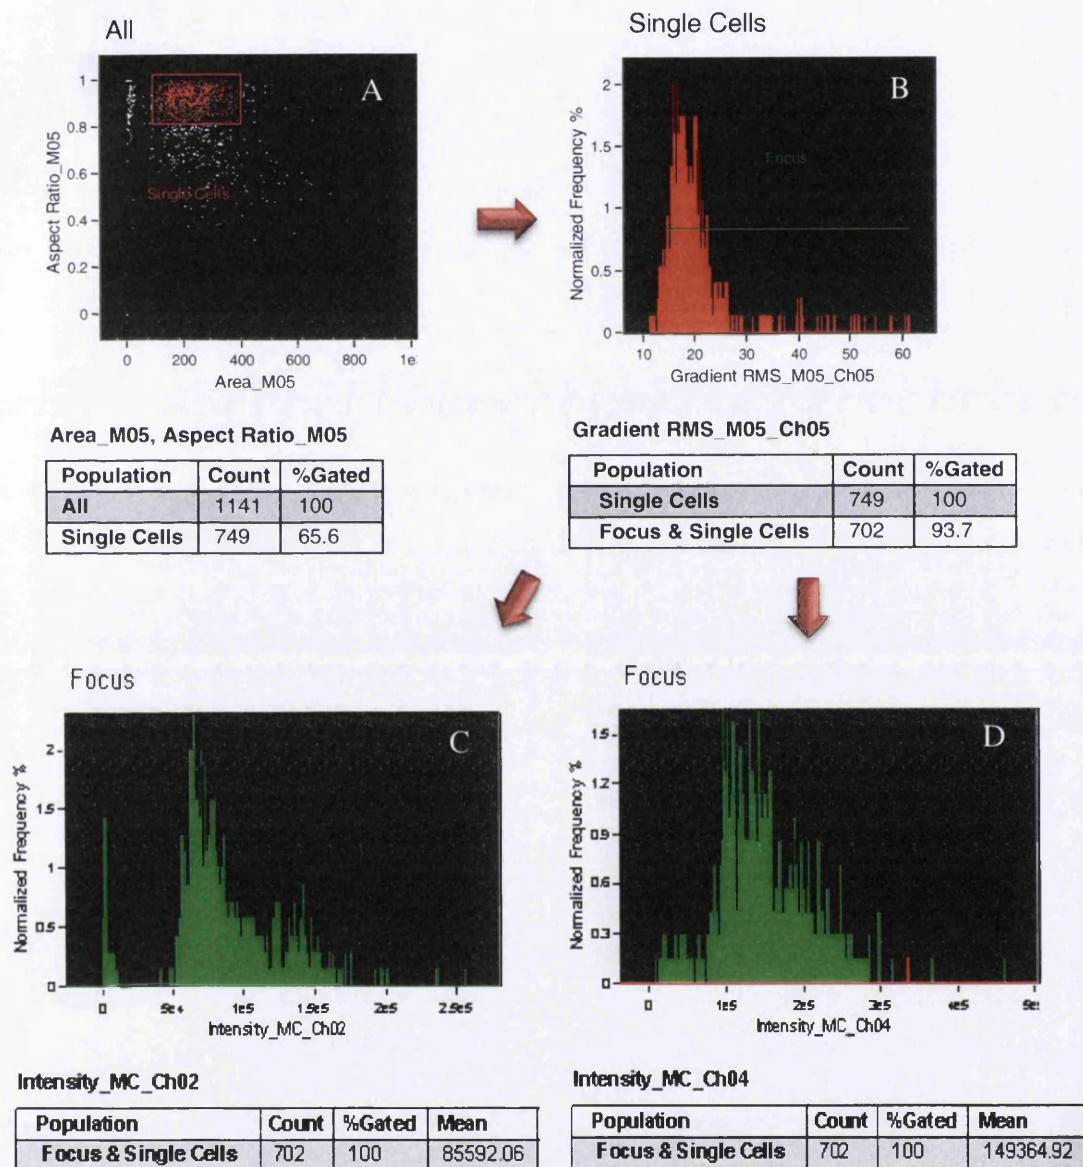 All
Single Cells
A
1
0.8
0.6
0.4
0.2
0
Aspect Ratio_M05
Single Cells
0 200 400 600 800 1e
Area_M05
B
2
1.5
1
0.5
0
Normalized Frequency %
Focus
10 20 30 40 50 60
Gradient RMS_M05_Ch05
Area_M05, Aspect Ratio_M05
Population Count %Gated
All 1141 100
Single Cells 749 65.6
Gradient RMS_M05_Ch05
Population Count %Gated
Single Cells 749 100
Focus & Single Cells 702 93.7
Focus
C
2
1.5
1
0.5
0
Normalized Frequency %
0 5e4 1e5 1.5e5 2e5 2.5e5
Intensity_MC_Ch02
Focus
D
1.5
1.2
0.9
0.6
0.3
0
Normalized Frequency %
0 1e5 2e5 3e5 4e5 5e
Intensity_MC_Ch04
Intensity_MC_Ch02
Population Count %Gated Mean
Focus & Single Cells 702 100 85592.06
Intensity_MC_Ch04
Population Count %Gated Mean
Focus & Single Cells 702 100 149364.92